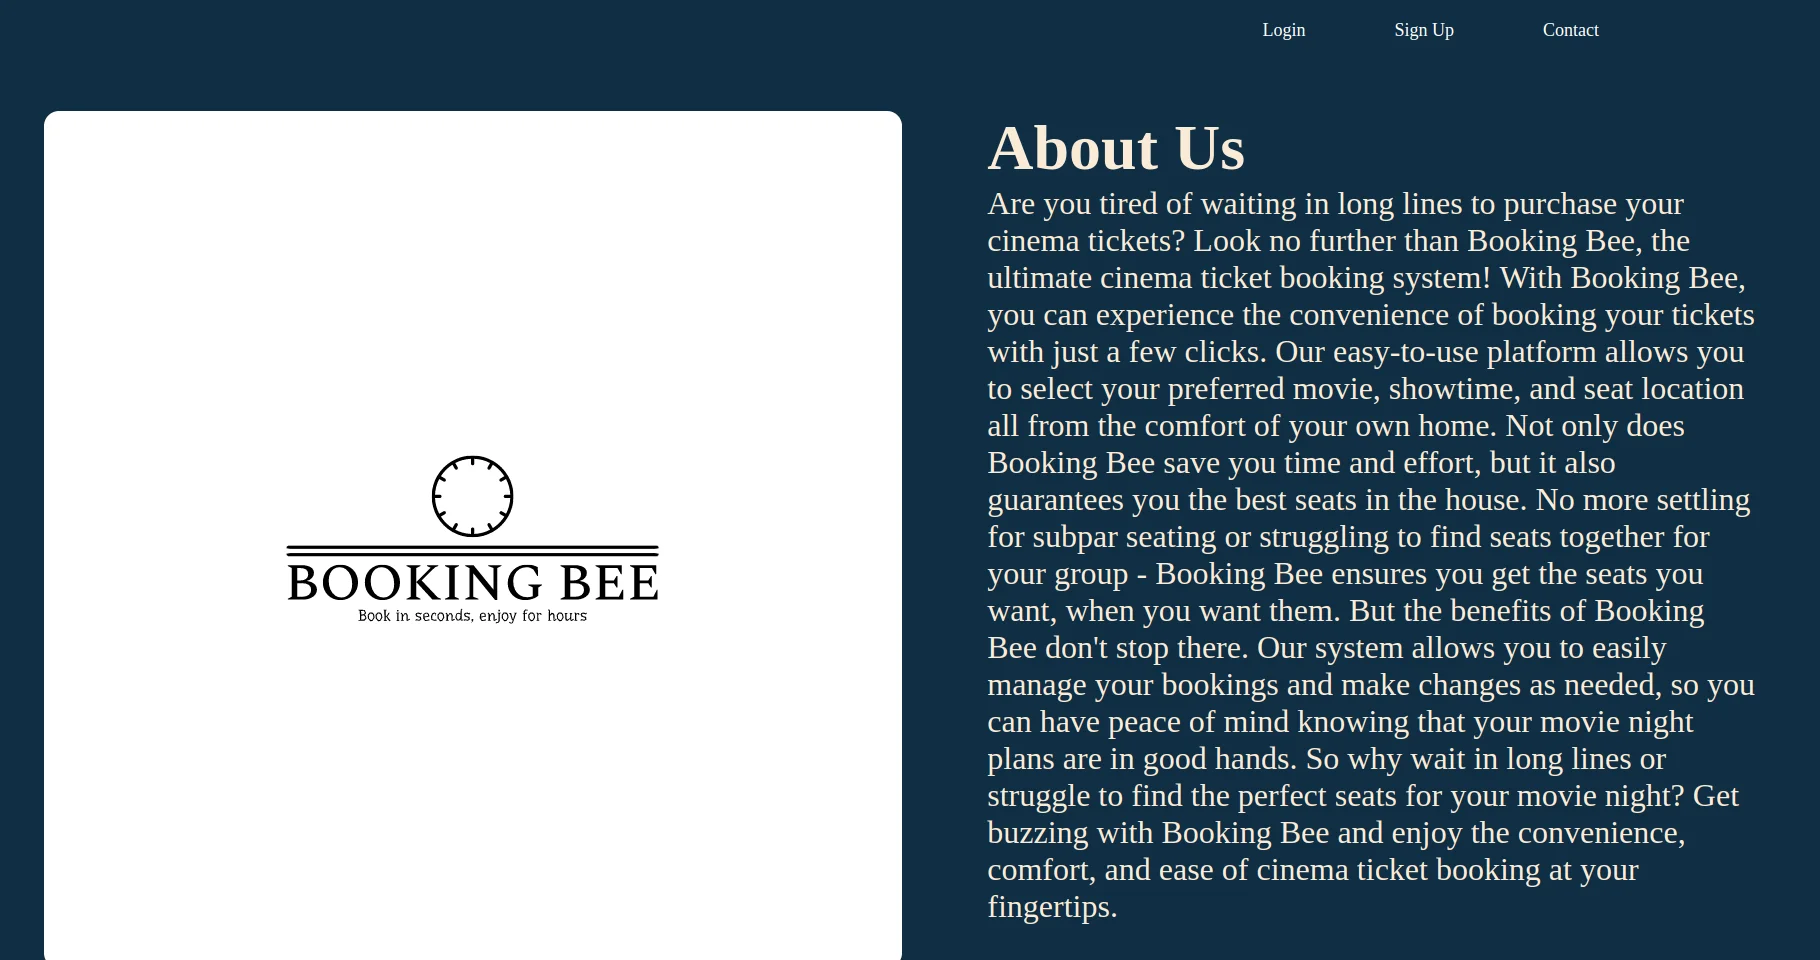 Login
Sign Up
Contact
BOOKING BEE
Book in seconds, enjoy for hours
About Us
Are you tired of waiting in long lines to purchase your
cinema tickets? Look no further than Booking Bee, the
ultimate cinema ticket booking system! With Booking Bee,
you can experience the convenience of booking your tickets
with just a few clicks. Our easy-to-use platform allows you
to select your preferred movie, showtime, and seat location
all from the comfort of your own home. Not only does
Booking Bee save you time and effort, but it also
guarantees you the best seats in the house. No more settling
for subpar seating or struggling to find seats together for
your group - Booking Bee ensures you get the seats you
want, when you want them. But the benefits of Booking
Bee don't stop there. Our system allows you to easily
manage your bookings and make changes as needed, so you
can have peace of mind knowing that your movie night
plans are in good hands. So why wait in long lines or
struggle to find the perfect seats for your movie night? Get
buzzing with Booking Bee and enjoy the convenience,
comfort, and ease of cinema ticket booking at your
fingertips.